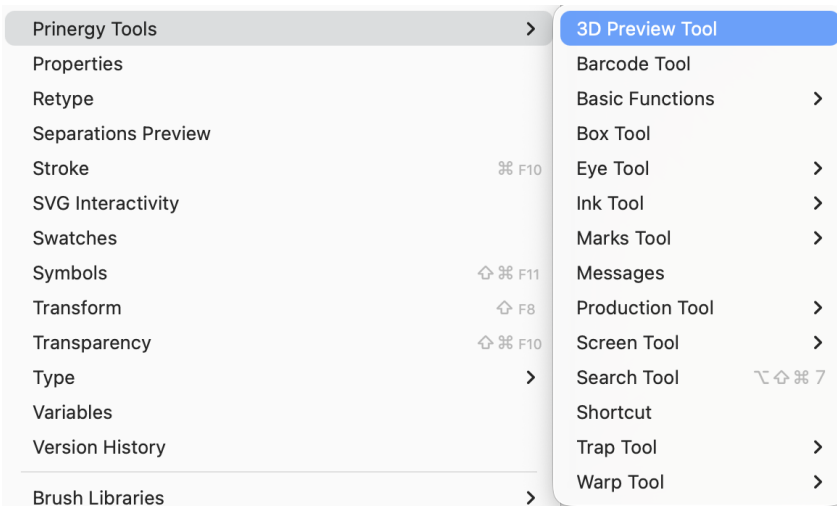 Prinergy Tools
Properties
Retype
Separations Preview
Stroke ⌘ F10
SVG Interactivity
Swatches
Symbols ⇧ ⌘ F11
Transform ⇧ F8
Transparency ⇧ ⌘ F10
Type
Variables
Version History
Brush Libraries
3D Preview Tool
Barcode Tool
Basic Functions
Box Tool
Eye Tool
Ink Tool
Marks Tool
Messages
Production Tool
Screen Tool
Search Tool ⌥ ⇧ ⌘ 7
Shortcut
Trap Tool
Warp Tool